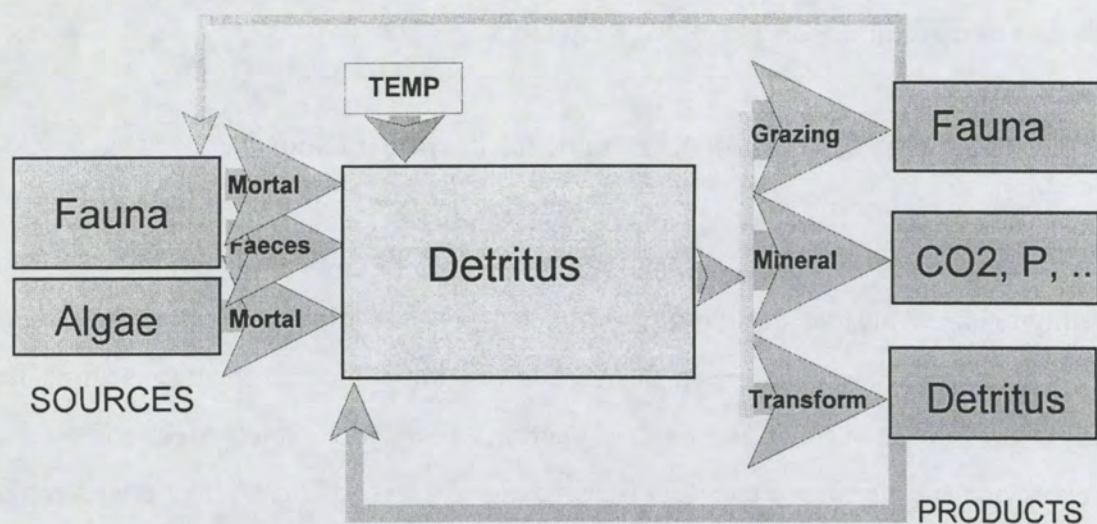 TEMP
Fauna
Algae
SOURCES
Mortal
Faeces
Mortal
Detritus
Grazing
Mineral
Transform
Fauna
CO2, P, ..
Detritus
PRODUCTS